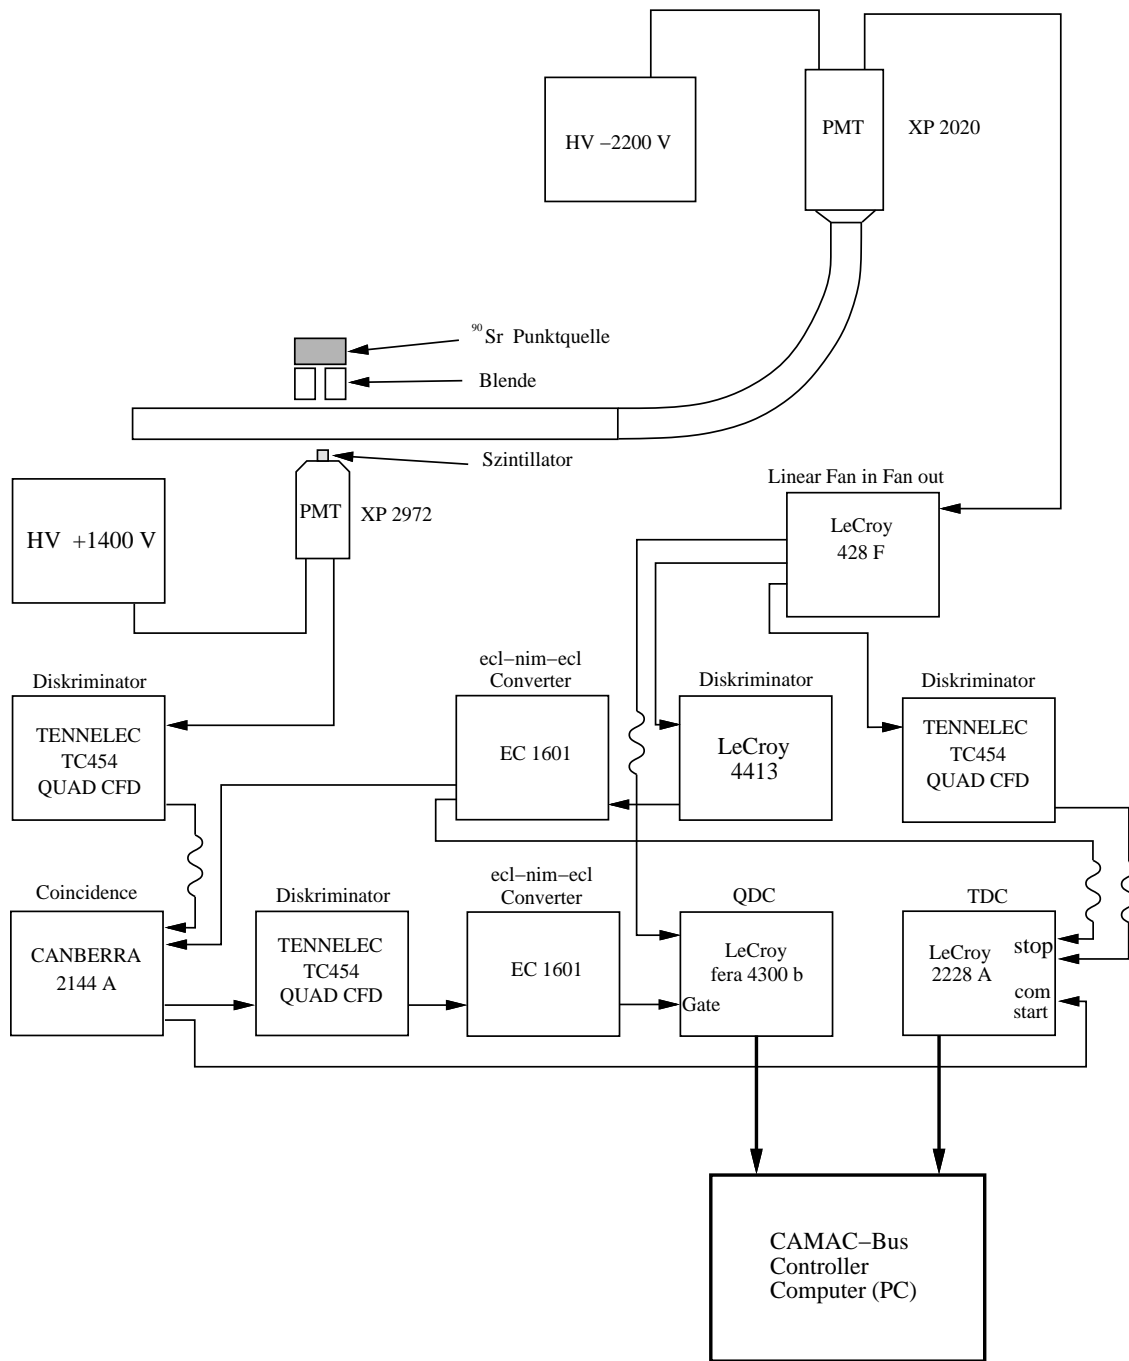 PMT
XP 2020
HV −2200 V
⁹⁰Sr Punktquelle
Blende
Szintillator
PMT
XP 2972
HV +1400 V
Linear Fan in Fan out
LeCroy
428 F
Diskriminator
TENNELEC
TC454
QUAD CFD
ecl−nim−ecl
Converter
EC 1601
Diskriminator
LeCroy
4413
Diskriminator
TENNELEC
TC454
QUAD CFD
Coincidence
CANBERRA
2144 A
Diskriminator
TENNELEC
TC454
QUAD CFD
ecl−nim−ecl
Converter
EC 1601
QDC
LeCroy
fera 4300 b
Gate
TDC
LeCroy
2228 A
stop
com
start
CAMAC−Bus
Controller
Computer (PC)